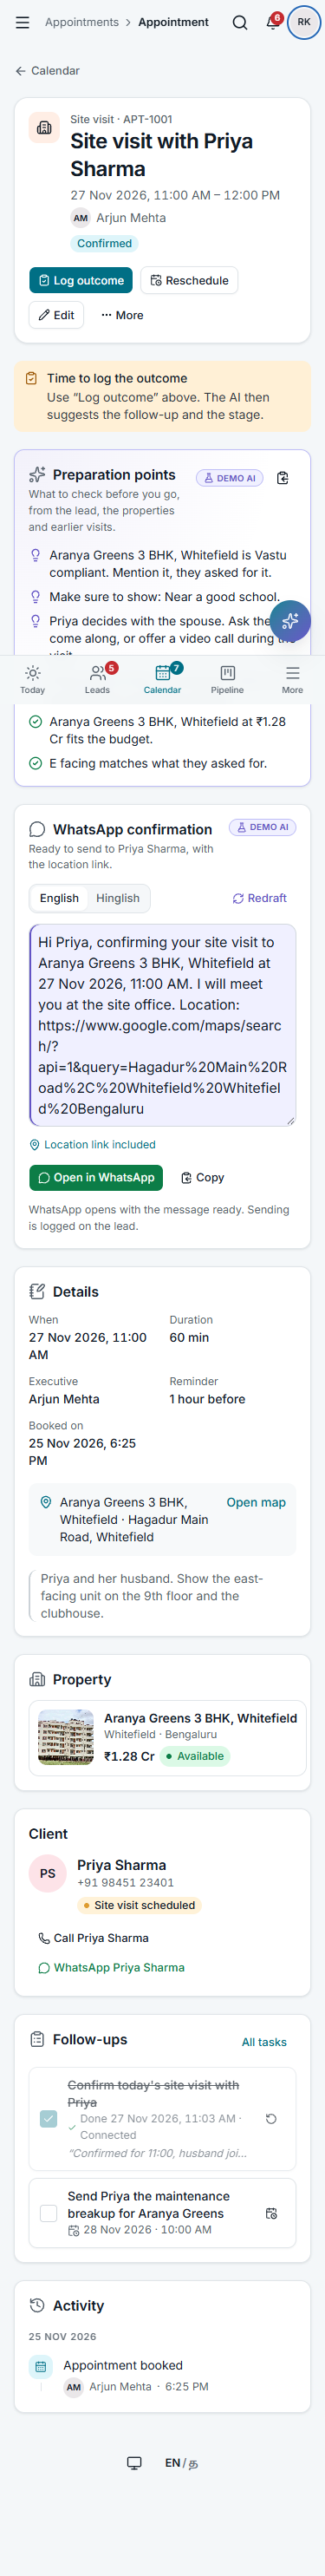 Appointments > Appointment
6
RK
Calendar
Site visit · APT-1001
Site visit with Priya
Sharma
27 Nov 2026, 11:00 AM – 12:00 PM
AM Arjun Mehta
Confirmed
Log outcome
Reschedule
Edit
··· More
Time to log the outcome
Use “Log outcome” above. The AI then
suggests the follow-up and the stage.
Preparation points
DEMO AI
What to check before you go,
from the lead, the properties
and earlier visits.
Aranya Greens 3 BHK, Whitefield is Vastu
compliant. Mention it, they asked for it.
Make sure to show: Near a good school.
Priya decides with the spouse. Ask the
come along, or offer a video call during
Today
Leads 5
Calendar 7
Pipeline
More
Aranya Greens 3 BHK, Whitefield at ₹1.28
Cr fits the budget.
E facing matches what they asked for.
WhatsApp confirmation
DEMO AI
Ready to send to Priya Sharma, with
the location link.
English
Hinglish
Redraft
Hi Priya, confirming your site visit to
Aranya Greens 3 BHK, Whitefield at
27 Nov 2026, 11:00 AM. I will meet
you at the site office. Location:
https://www.google.com/maps/searc
h/?
api=1&query=Hagadur%20Main%20R
oad%2C%20Whitefield%20Whitefiel
d%20Bengaluru
Location link included
Open in WhatsApp
Copy
WhatsApp opens with the message ready. Sending
is logged on the lead.
Details
When
27 Nov 2026, 11:00
AM
Duration
60 min
Executive
Arjun Mehta
Reminder
1 hour before
Booked on
25 Nov 2026, 6:25
PM
Aranya Greens 3 BHK,
Whitefield · Hagadur Main
Road, Whitefield
Open map
Priya and her husband. Show the east-
facing unit on the 9th floor and the
clubhouse.
Property
Aranya Greens 3 BHK, Whitefield
Whitefield · Bengaluru
₹1.28 Cr
Available
Client
PS
Priya Sharma
+91 98451 23401
Site visit scheduled
Call Priya Sharma
WhatsApp Priya Sharma
Follow-ups
All tasks
Confirm today's site visit with
Priya
Done 27 Nov 2026, 11:03 AM ·
Connected
“Confirmed for 11:00, husband joi...
Send Priya the maintenance
breakup for Aranya Greens
28 Nov 2026 · 10:00 AM
Activity
25 NOV 2026
Appointment booked
AM Arjun Mehta · 6:25 PM
EN / த